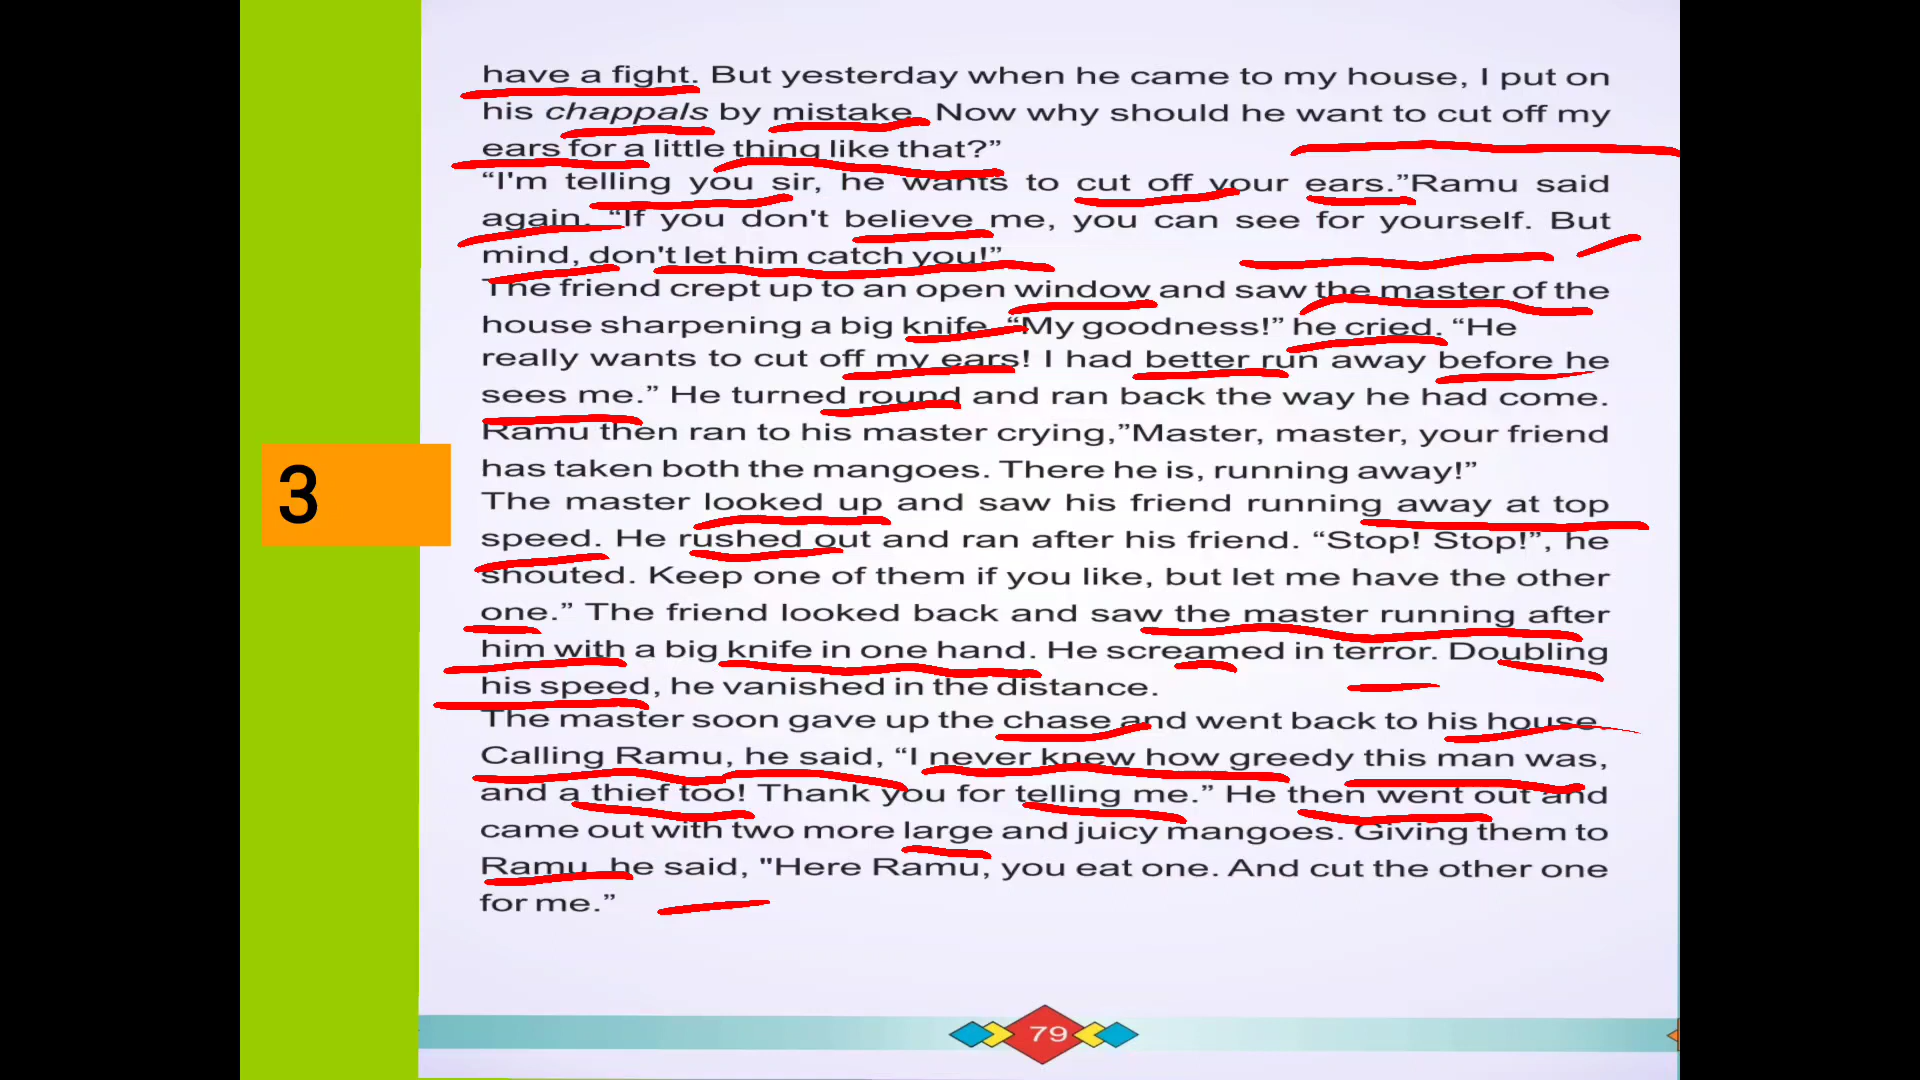 have a fight. But yesterday when he came to my house, I put on
his chappals by mistake. Now why should he want to cut off my
ears for a little thing like that?”
“I'm telling you sir, he wants to cut off your ears.”Ramu said
again. “If you don't believe me, you can see for yourself. But
mind, don't let him catch you!”
The friend crept up to an open window and saw the master of the
house sharpening a big knife. “My goodness!” he cried. “He
really wants to cut off my ears! I had better run away before he
sees me.” He turned round and ran back the way he had come.
Ramu then ran to his master crying,”Master, master, your friend
has taken both the mangoes. There he is, running away!”
The master looked up and saw his friend running away at top
speed. He rushed out and ran after his friend. “Stop! Stop!”, he
3
shouted. Keep one of them if you like, but let me have the other
one.” The friend looked back and saw the master running after
him with a big knife in one hand. He screamed in terror. Doubling
his speed, he vanished in the distance.
The master soon gave up the chase and went back to his house.
Calling Ramu, he said, “I never knew how greedy this man was,
and a thief too! Thank you for telling me.” He then went out and
came out with two more large and juicy mangoes. Giving them to
Ramu, he said, "Here Ramu, you eat one. And cut the other one
for me.”
79